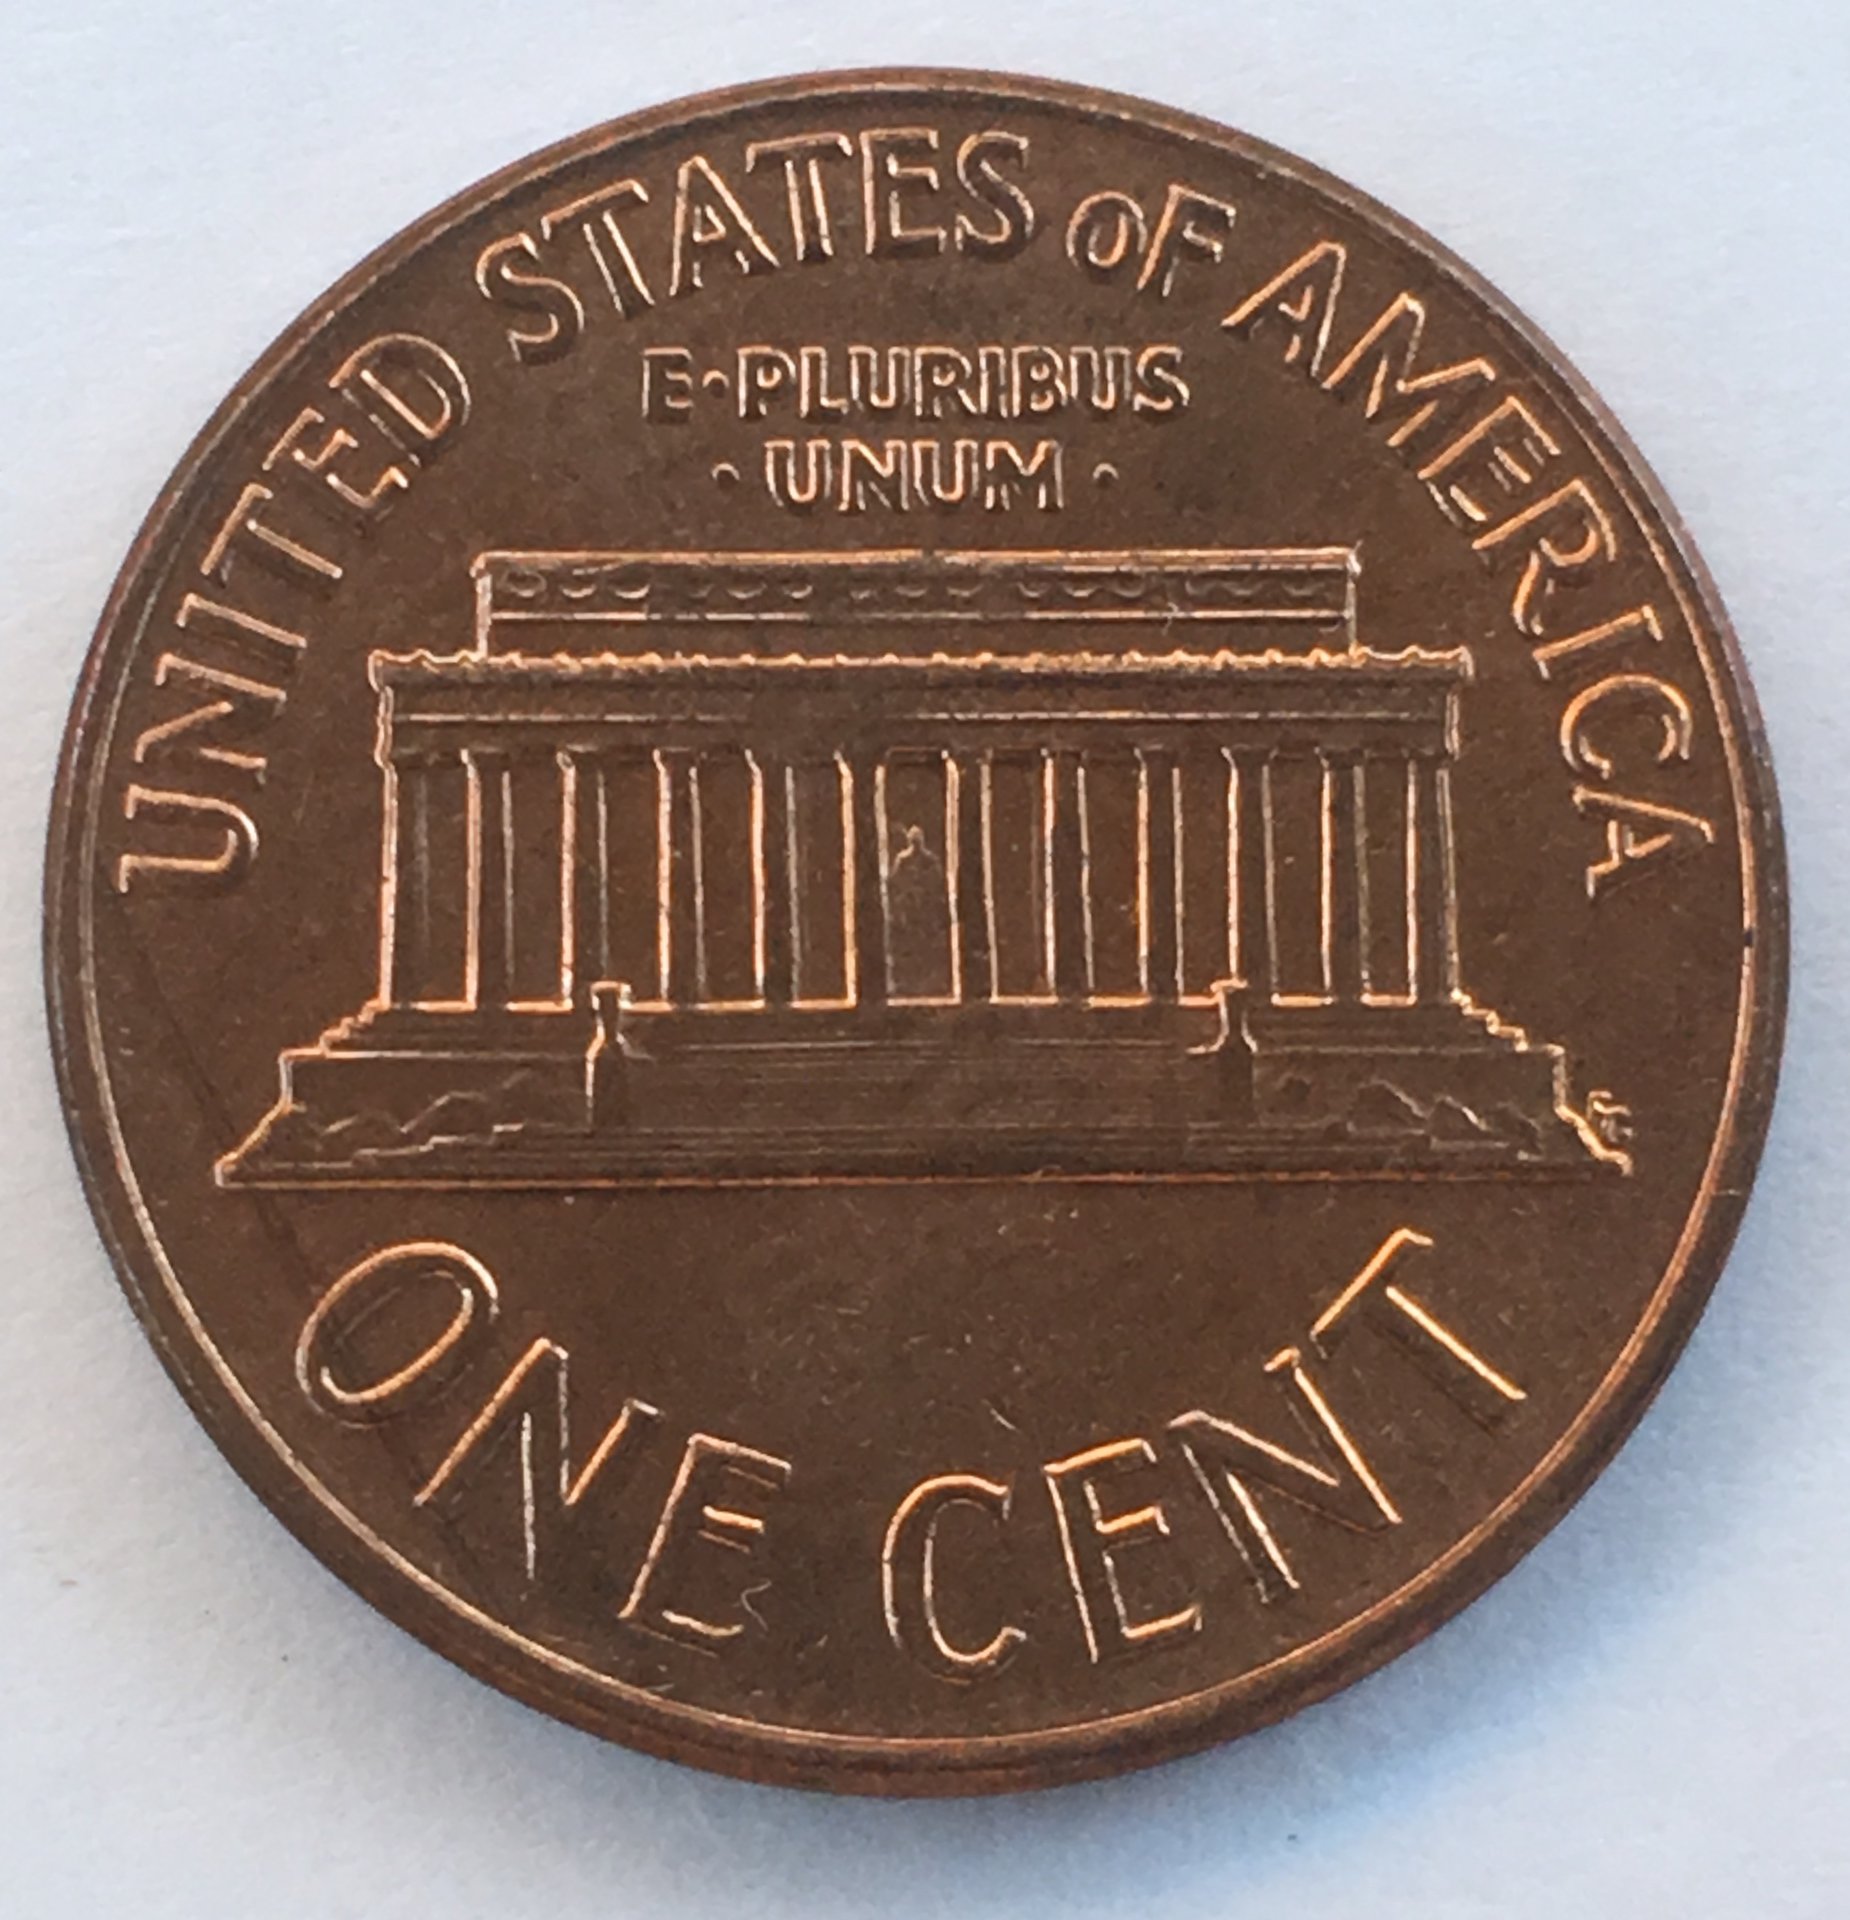 UNITED STATES oF AMERICA
E·PLURIBUS
·UNUM·
ONE CENT